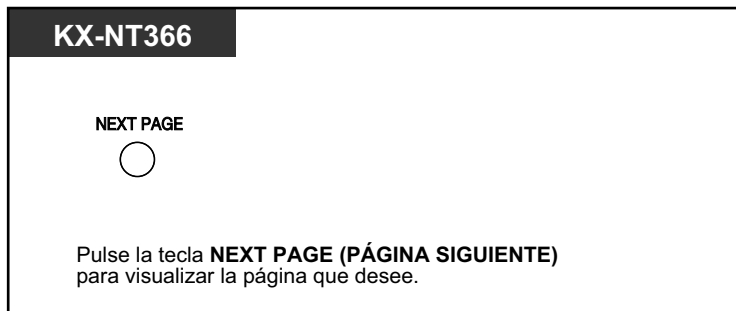 KX-NT366
NEXT PAGE
Pulse la tecla NEXT PAGE (PÁGINA SIGUIENTE)
para visualizar la página que desee.